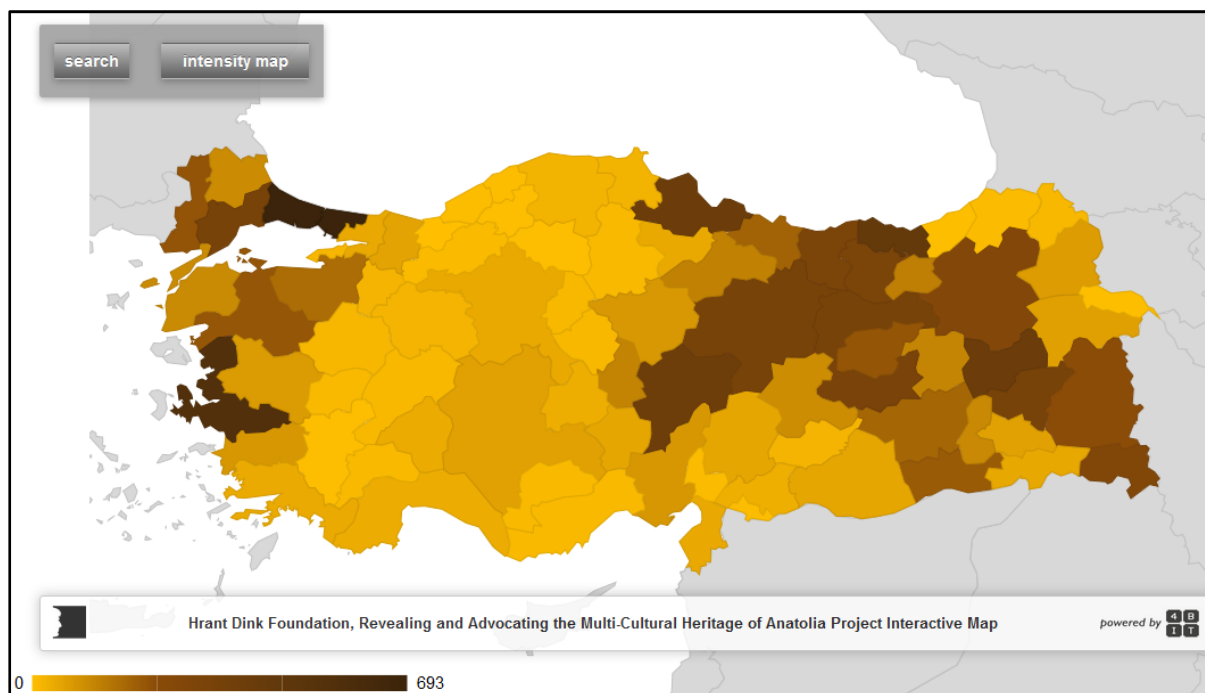 search
intensity map
Hrant Dink Foundation, Revealing and Advocating the Multi-Cultural Heritage of Anatolia Project Interactive Map
powered by 4BIT
0
693